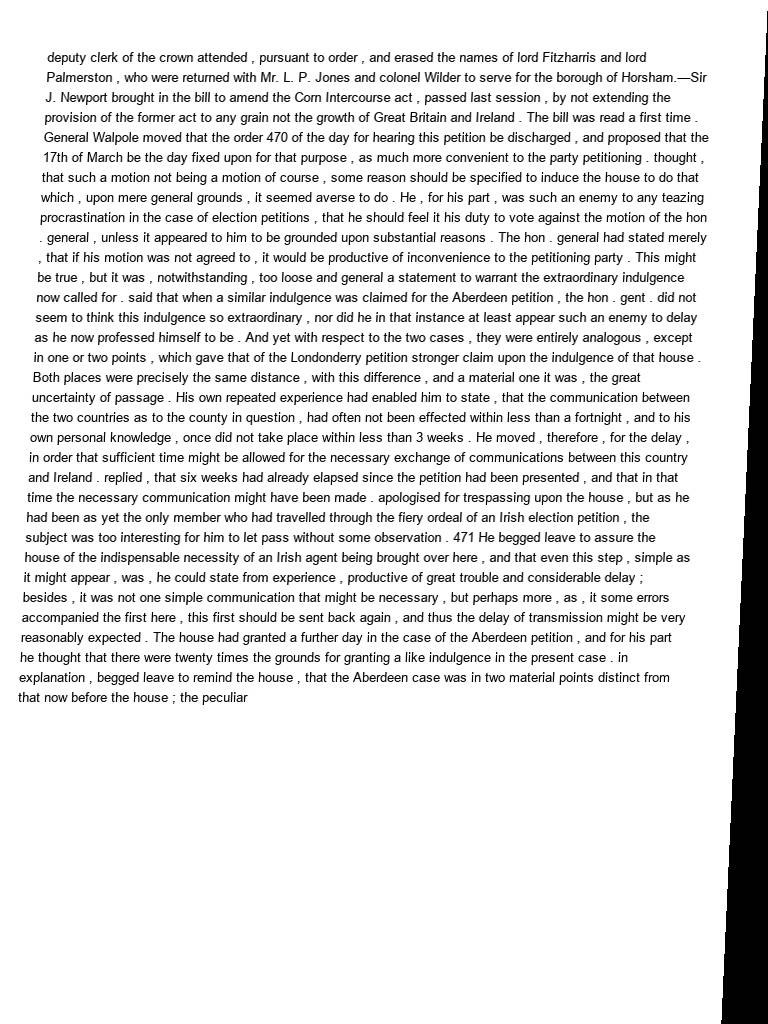 deputy clerk of the crown attended , pursuant to order , and erased the names of lord Fitzharris and lord
Palmerston , who were returned with Mr. L. P. Jones and colonel Wilder to serve for the borough of Horsham.—Sir
J. Newport brought in the bill to amend the Corn Intercourse act , passed last session , by not extending the
provision of the former act to any grain not the growth of Great Britain and Ireland . The bill was read a first time .
General Walpole moved that the order 470 of the day for hearing this petition be discharged , and proposed that the
17th of March be the day fixed upon for that purpose , as much more convenient to the party petitioning . thought ,
that such a motion not being a motion of course , some reason should be specified to induce the house to do that
which , upon mere general grounds , it seemed averse to do . He , for his part , was such an enemy to any teazing
procrastination in the case of election petitions , that he should feel it his duty to vote against the motion of the hon
. general , unless it appeared to him to be grounded upon substantial reasons . The hon . general had stated merely
, that if his motion was not agreed to , it would be productive of inconvenience to the petitioning party . This might
be true , but it was , notwithstanding , too loose and general a statement to warrant the extraordinary indulgence
now called for . said that when a similar indulgence was claimed for the Aberdeen petition , the hon . gent . did not
seem to think this indulgence so extraordinary , nor did he in that instance at least appear such an enemy to delay
as he now professed himself to be . And yet with respect to the two cases , they were entirely analogous , except
in one or two points , which gave that of the Londonderry petition stronger claim upon the indulgence of that house .
Both places were precisely the same distance , with this difference , and a material one it was , the great
uncertainty of passage . His own repeated experience had enabled him to state , that the communication between
the two countries as to the county in question , had often not been effected within less than a fortnight , and to his
own personal knowledge , once did not take place within less than 3 weeks . He moved , therefore , for the delay ,
in order that sufficient time might be allowed for the necessary exchange of communications between this country
and Ireland . replied , that six weeks had already elapsed since the petition had been presented , and that in that
time the necessary communication might have been made . apologised for trespassing upon the house , but as he
had been as yet the only member who had travelled through the fiery ordeal of an Irish election petition , the
subject was too interesting for him to let pass without some observation . 471 He begged leave to assure the
house of the indispensable necessity of an Irish agent being brought over here , and that even this step , simple as
it might appear , was , he could state from experience , productive of great trouble and considerable delay ;
besides , it was not one simple communication that might be necessary , but perhaps more , as , it some errors
accompanied the first here , this first should be sent back again , and thus the delay of transmission might be very
reasonably expected . The house had granted a further day in the case of the Aberdeen petition , and for his part
he thought that there were twenty times the grounds for granting a like indulgence in the present case . in
explanation , begged leave to remind the house , that the Aberdeen case was in two material points distinct from
that now before the house ; the peculiar